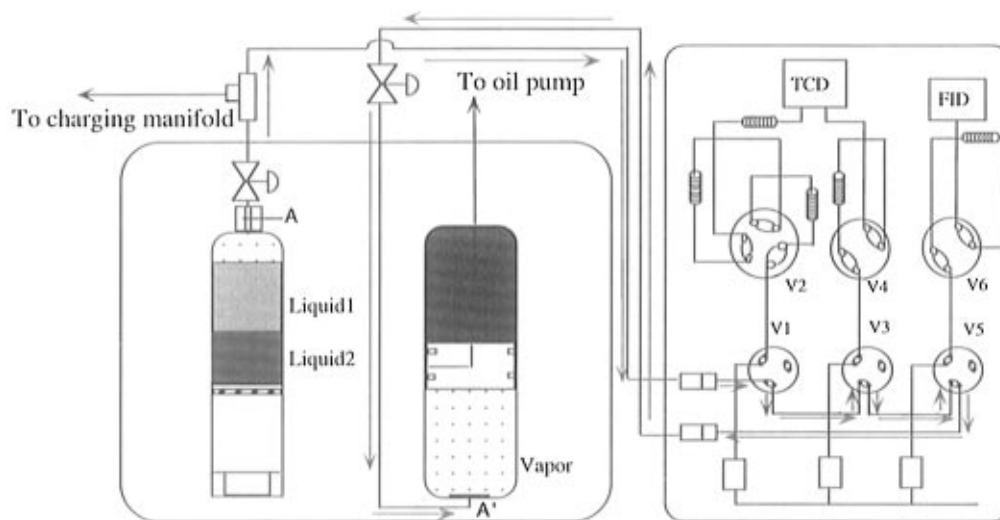 To oil pump
To charging manifold
TCD
FID
A
V2
V4
V6
Liquid1
Liquid2
V1
V3
V5
Vapor
A'